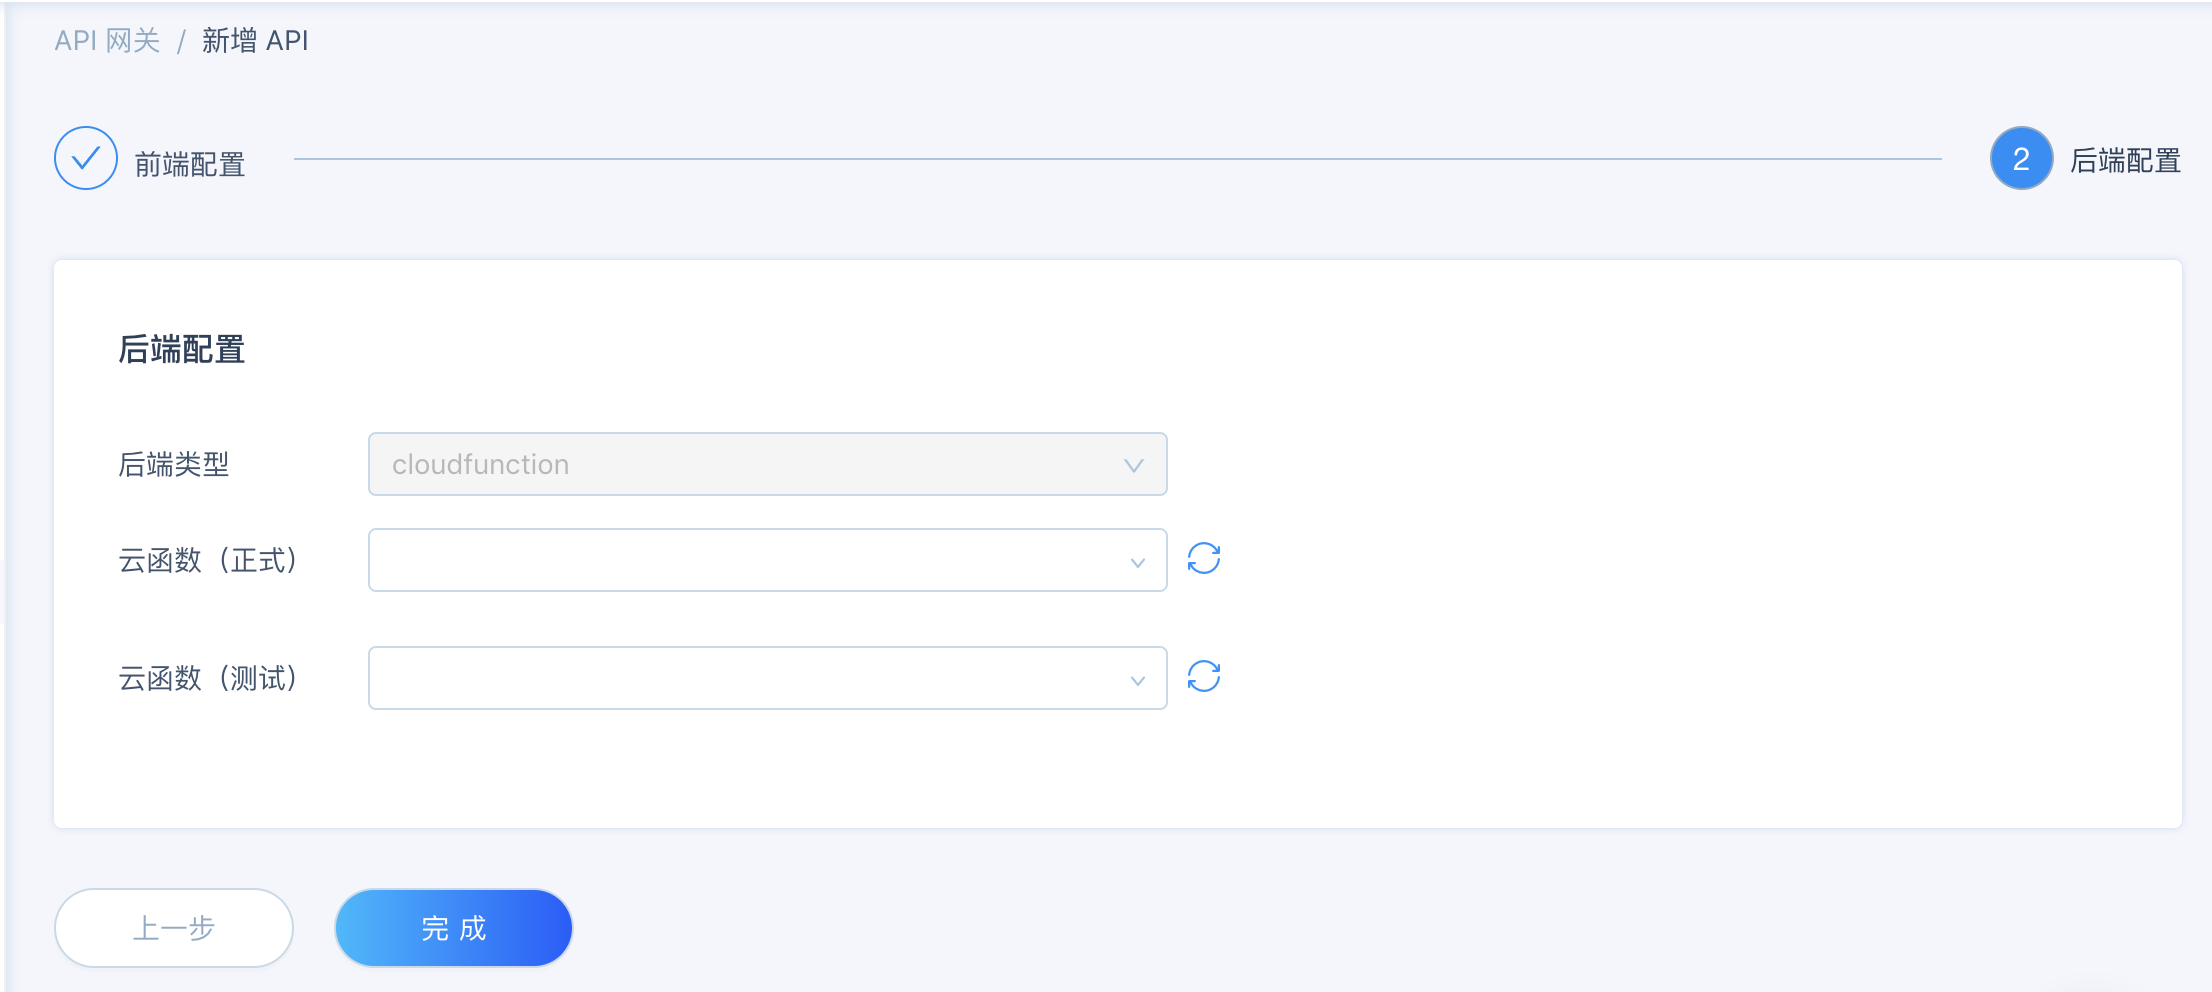 API 网关 / 新增 API
前端配置
2 后端配置
后端配置
后端类型 cloudfunction
云函数（正式）
云函数（测试）
上一步 完 成